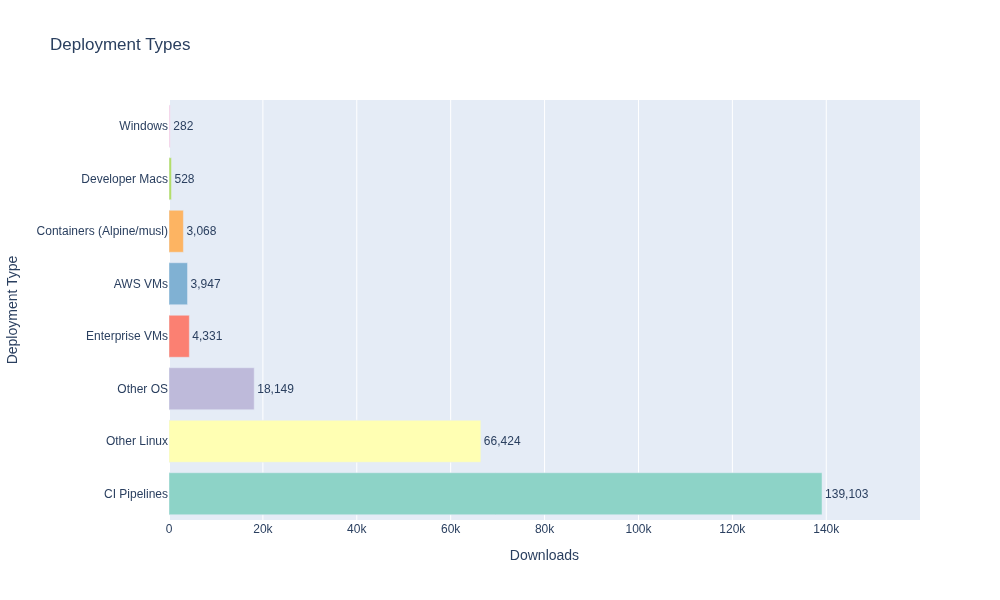 Deployment Types
Deployment Type
Windows 282
Developer Macs 528
Containers (Alpine/musl) 3,068
AWS VMs 3,947
Enterprise VMs 4,331
Other OS 18,149
Other Linux 66,424
CI Pipelines 139,103
0 20k 40k 60k 80k 100k 120k 140k
Downloads